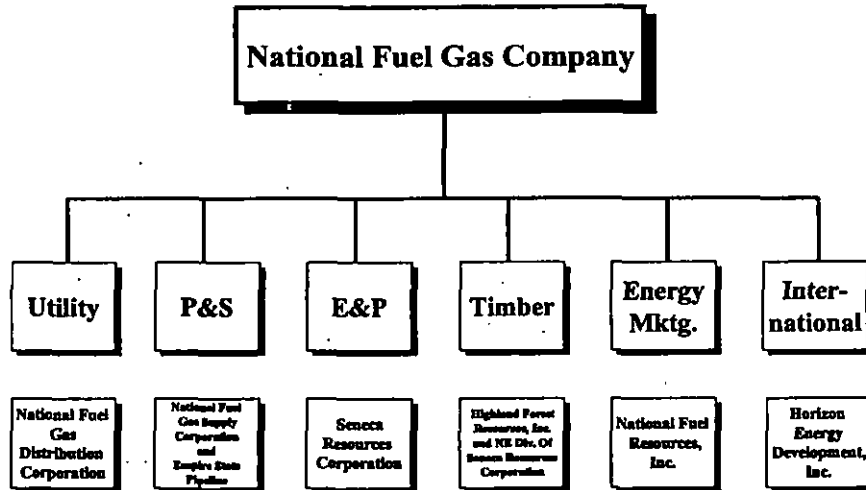 National Fuel Gas Company
Utility
P&S
E&P
Timber
Energy
Mktg.
Inter-
national
National Fuel
Gas
Distribution
Corporation
National Fuel
Gas Supply
Corporation
and
Empire State
Pipeline
Seneca
Resources
Corporation
Highland Forest
Resources, Inc.
and NE Div. Of
Seneca Resources
Corporation
National Fuel
Resources,
Inc.
Horizon
Energy
Development,
Inc.